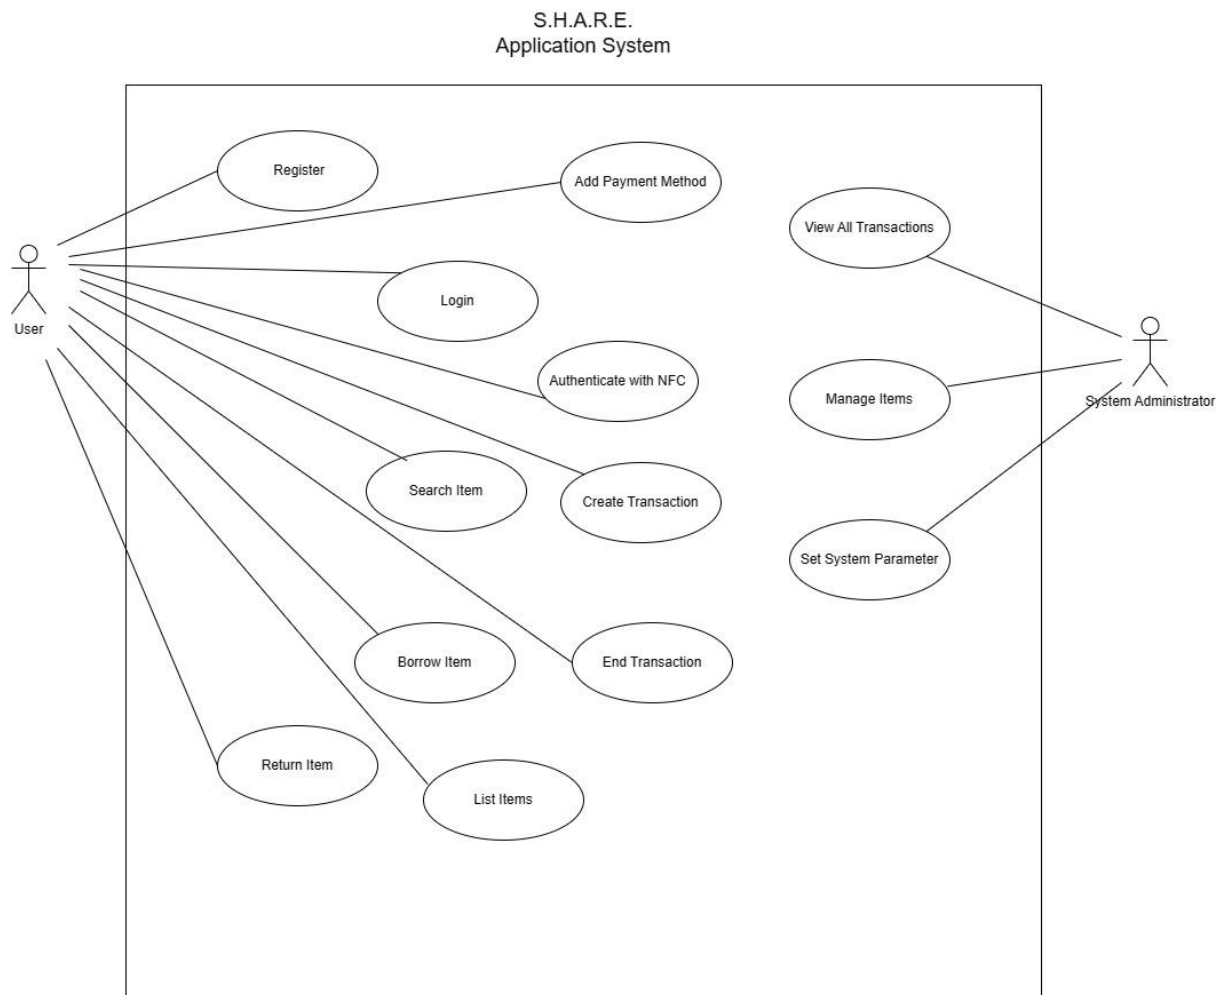 S.H.A.R.E.
Application System
Register
Add Payment Method
View All Transactions
Login
User
Authenticate with NFC
Manage Items
System Administrator
Search Item
Create Transaction
Set System Parameter
Borrow Item
End Transaction
Return Item
List Items